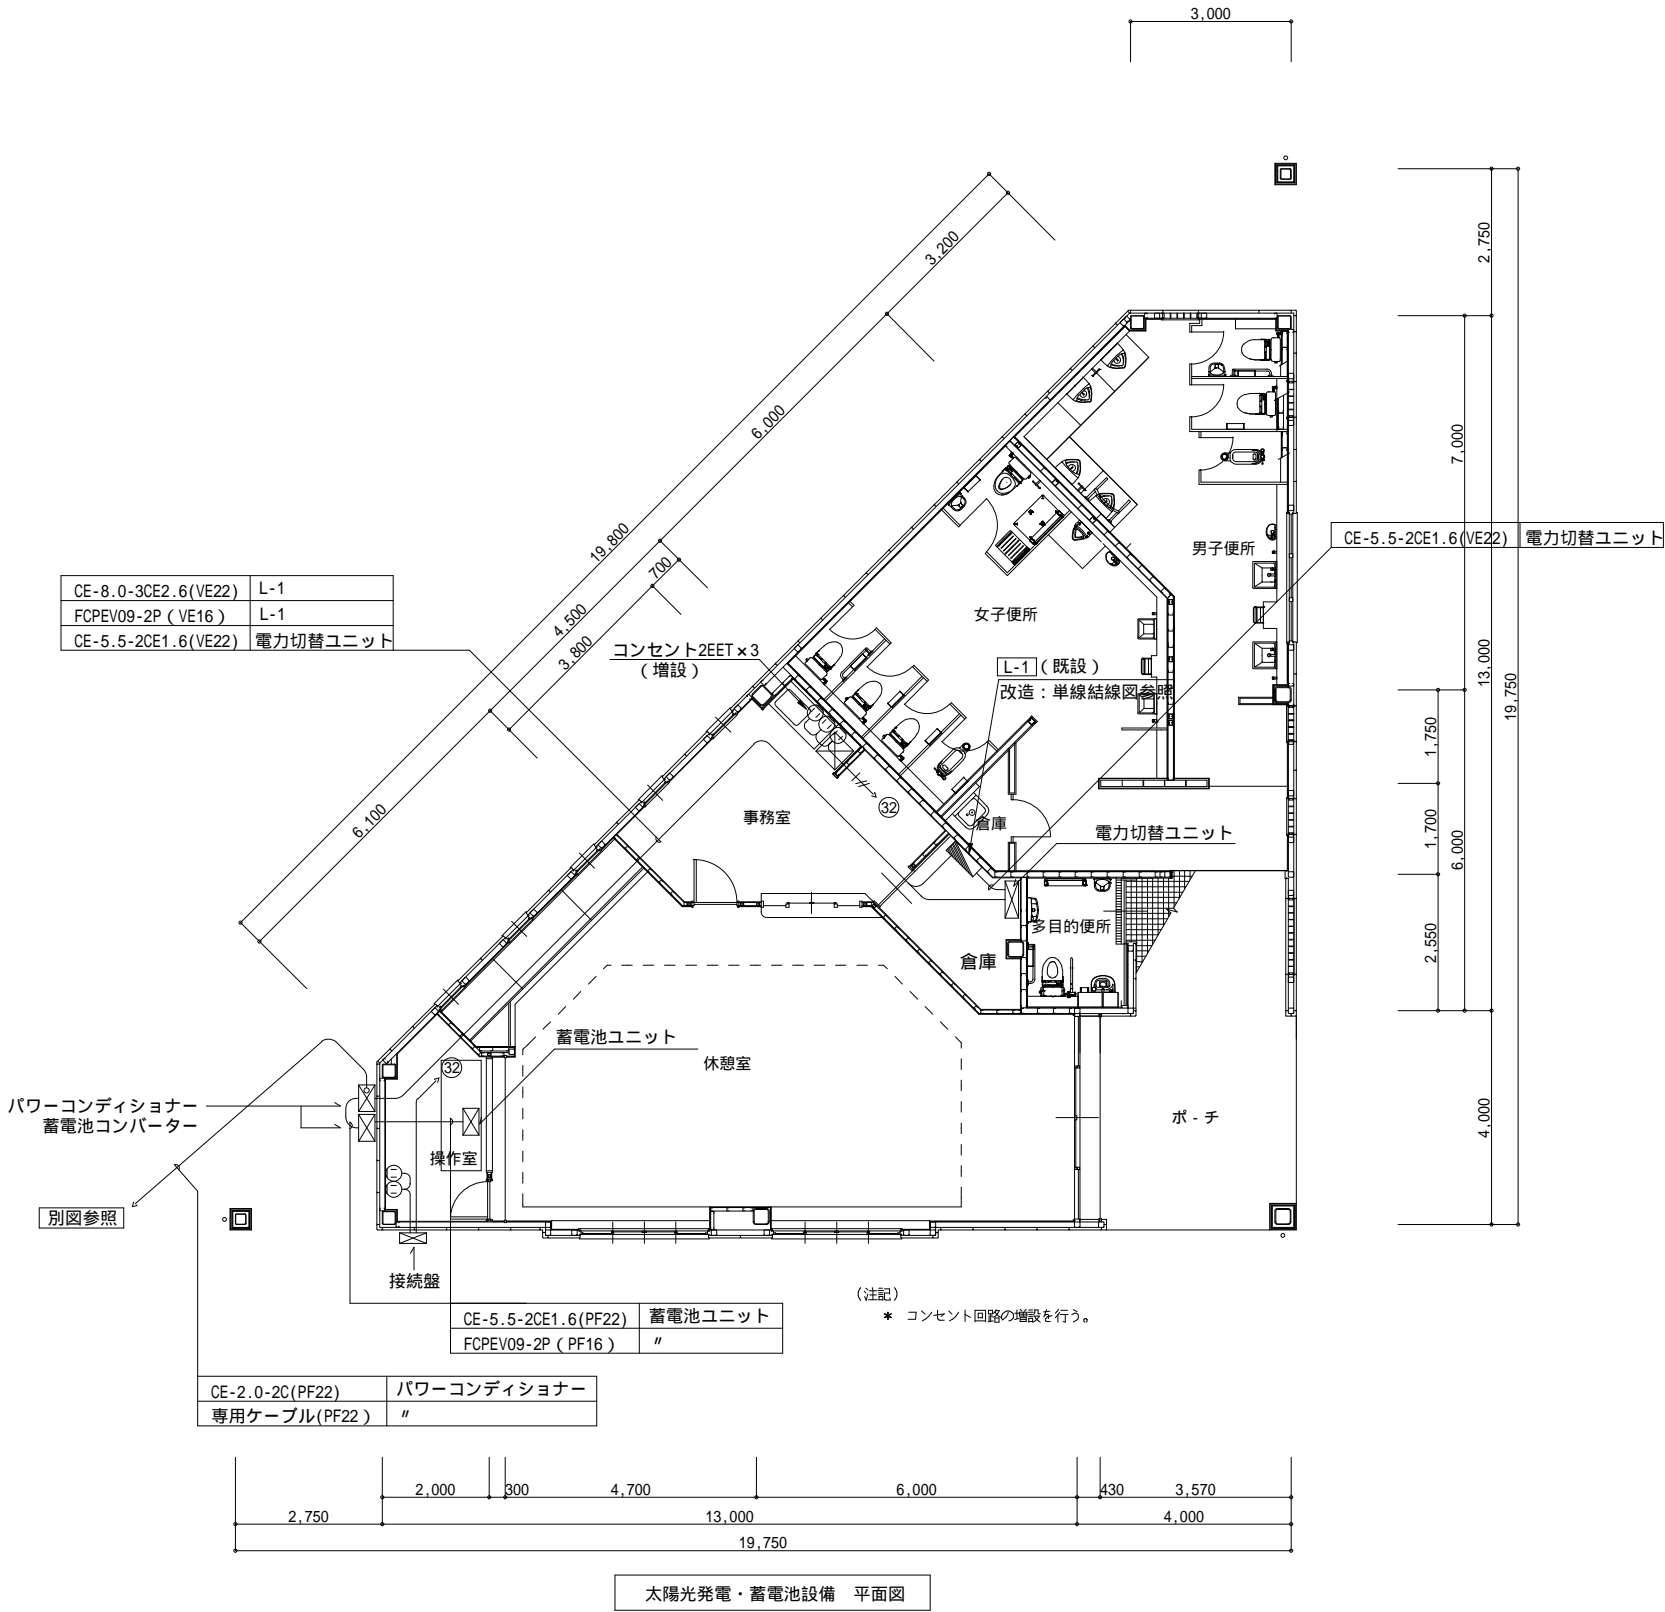 3,000
2,750
3,200
6,000
7,000
19,800
男子便所
CE-5.5-2CE1.6(VE22) 電力切替ユニット
700
CE-8.0-3CE2.6(VE22) L-1
FCPEV09-2P（VE16） L-1
CE-5.5-2CE1.6(VE22) 電力切替ユニット
4,500
3,800
女子便所
コンセント2EET×3
（増設）
L-1（既設）
改造：単線結線図参照
13,000
19,750
1,750
6,100
事務室
32
倉庫
電力切替ユニット
1,700
6,000
多目的便所
2,550
倉庫
蓄電池ユニット
休憩室
32
パワーコンディショナー
蓄電池コンバーター
ポ-チ
4,000
操作室
別図参照
接続盤
（注記）
＊ コンセント回路の増設を行う。
CE-5.5-2CE1.6(PF22) 蓄電池ユニット
FCPEV09-2P（PF16） 〃
CE-2.0-2C(PF22) パワーコンディショナー
専用ケーブル(PF22） 〃
2,000 300 4,700 6,000 430 3,570
2,750 13,000 4,000
19,750
太陽光発電・蓄電池設備　平面図